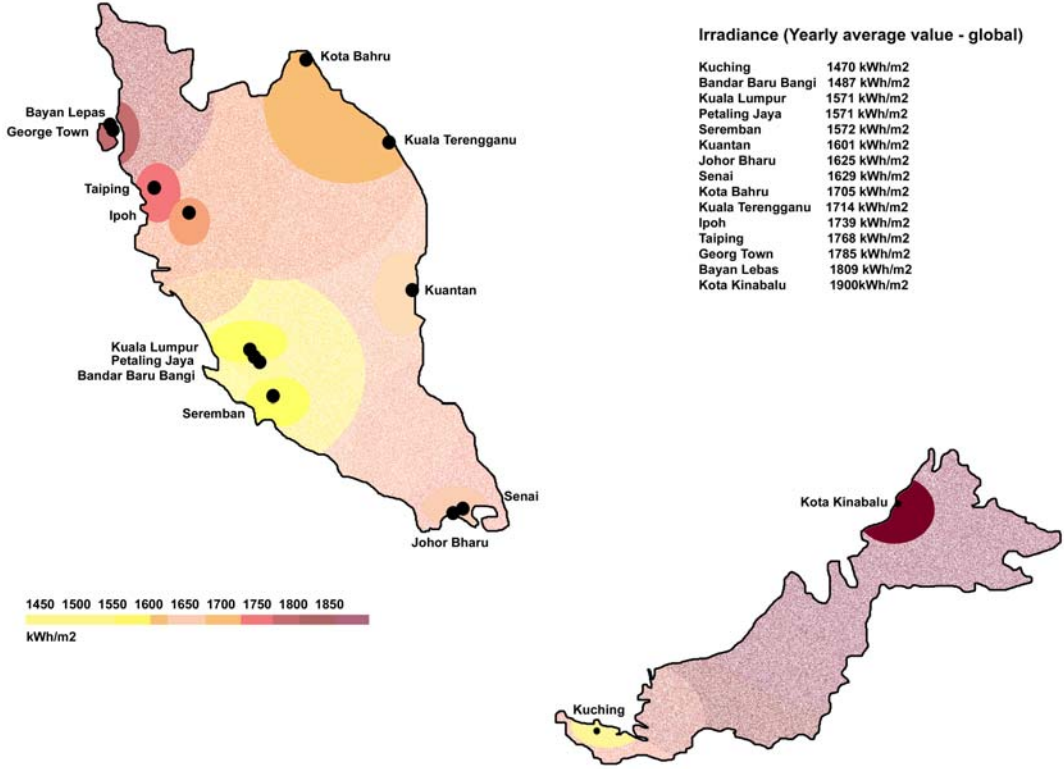 Kota Bahru
Bayan Lepas
George Town
Kuala Terengganu
Taiping
Ipoh
Kuantan
Kuala Lumpur
Petaling Jaya
Bandar Baru Bangi
Seremban
Senai
Johor Bharu
Irradiance (Yearly average value - global)
Kuching 1470 kWh/m2
Bandar Baru Bangi 1487 kWh/m2
Kuala Lumpur 1571 kWh/m2
Petaling Jaya 1571 kWh/m2
Seremban 1572 kWh/m2
Kuantan 1601 kWh/m2
Johor Bharu 1625 kWh/m2
Senai 1629 kWh/m2
Kota Bahru 1705 kWh/m2
Kuala Terengganu 1714 kWh/m2
Ipoh 1739 kWh/m2
Taiping 1768 kWh/m2
Georg Town 1785 kWh/m2
Bayan Lebas 1809 kWh/m2
Kota Kinabalu 1900kWh/m2
Kota Kinabalu
Kuching
1450 1500 1550 1600 1650 1700 1750 1800 1850
kWh/m2